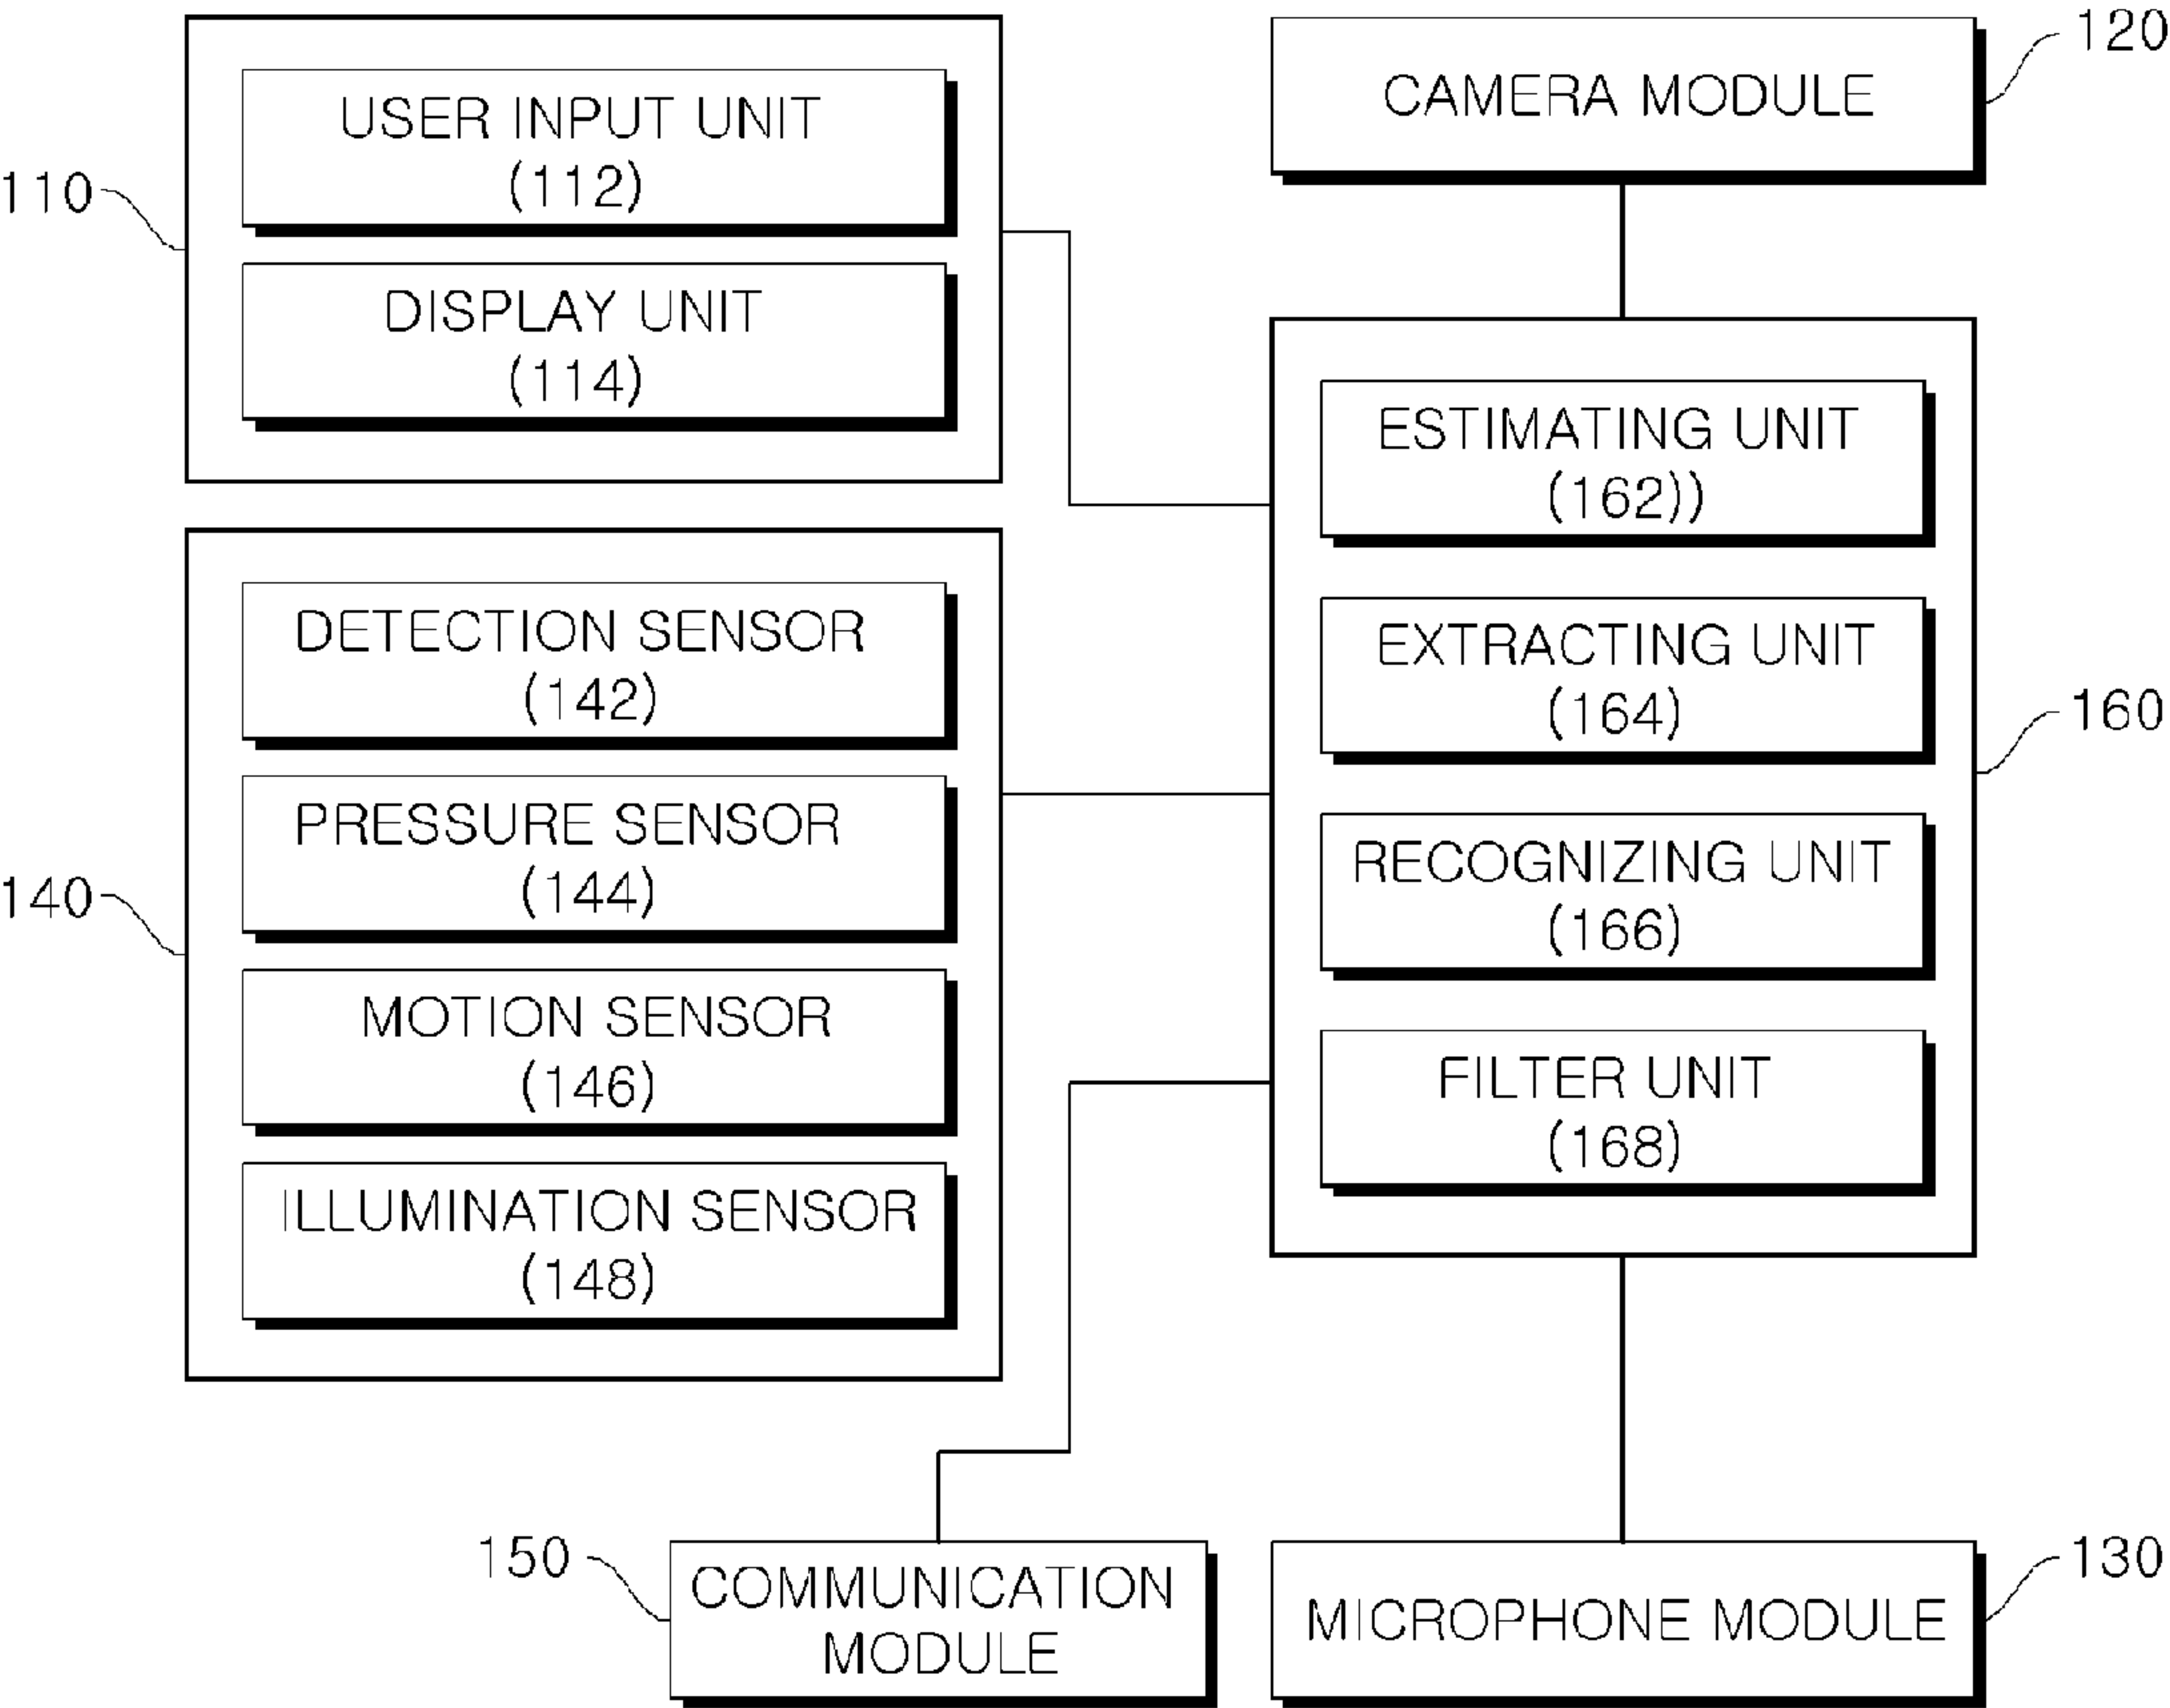 110
USER INPUT UNIT
(112)
DISPLAY UNIT
(114)
120
CAMERA MODULE
140
DETECTION SENSOR
(142)
PRESSURE SENSOR
(144)
MOTION SENSOR
(146)
ILLUMINATION SENSOR
(148)
160
ESTIMATING UNIT
(162))
EXTRACTING UNIT
(164)
RECOGNIZING UNIT
(166)
FILTER UNIT
(168)
150
COMMUNICATION
MODULE
130
MICROPHONE MODULE